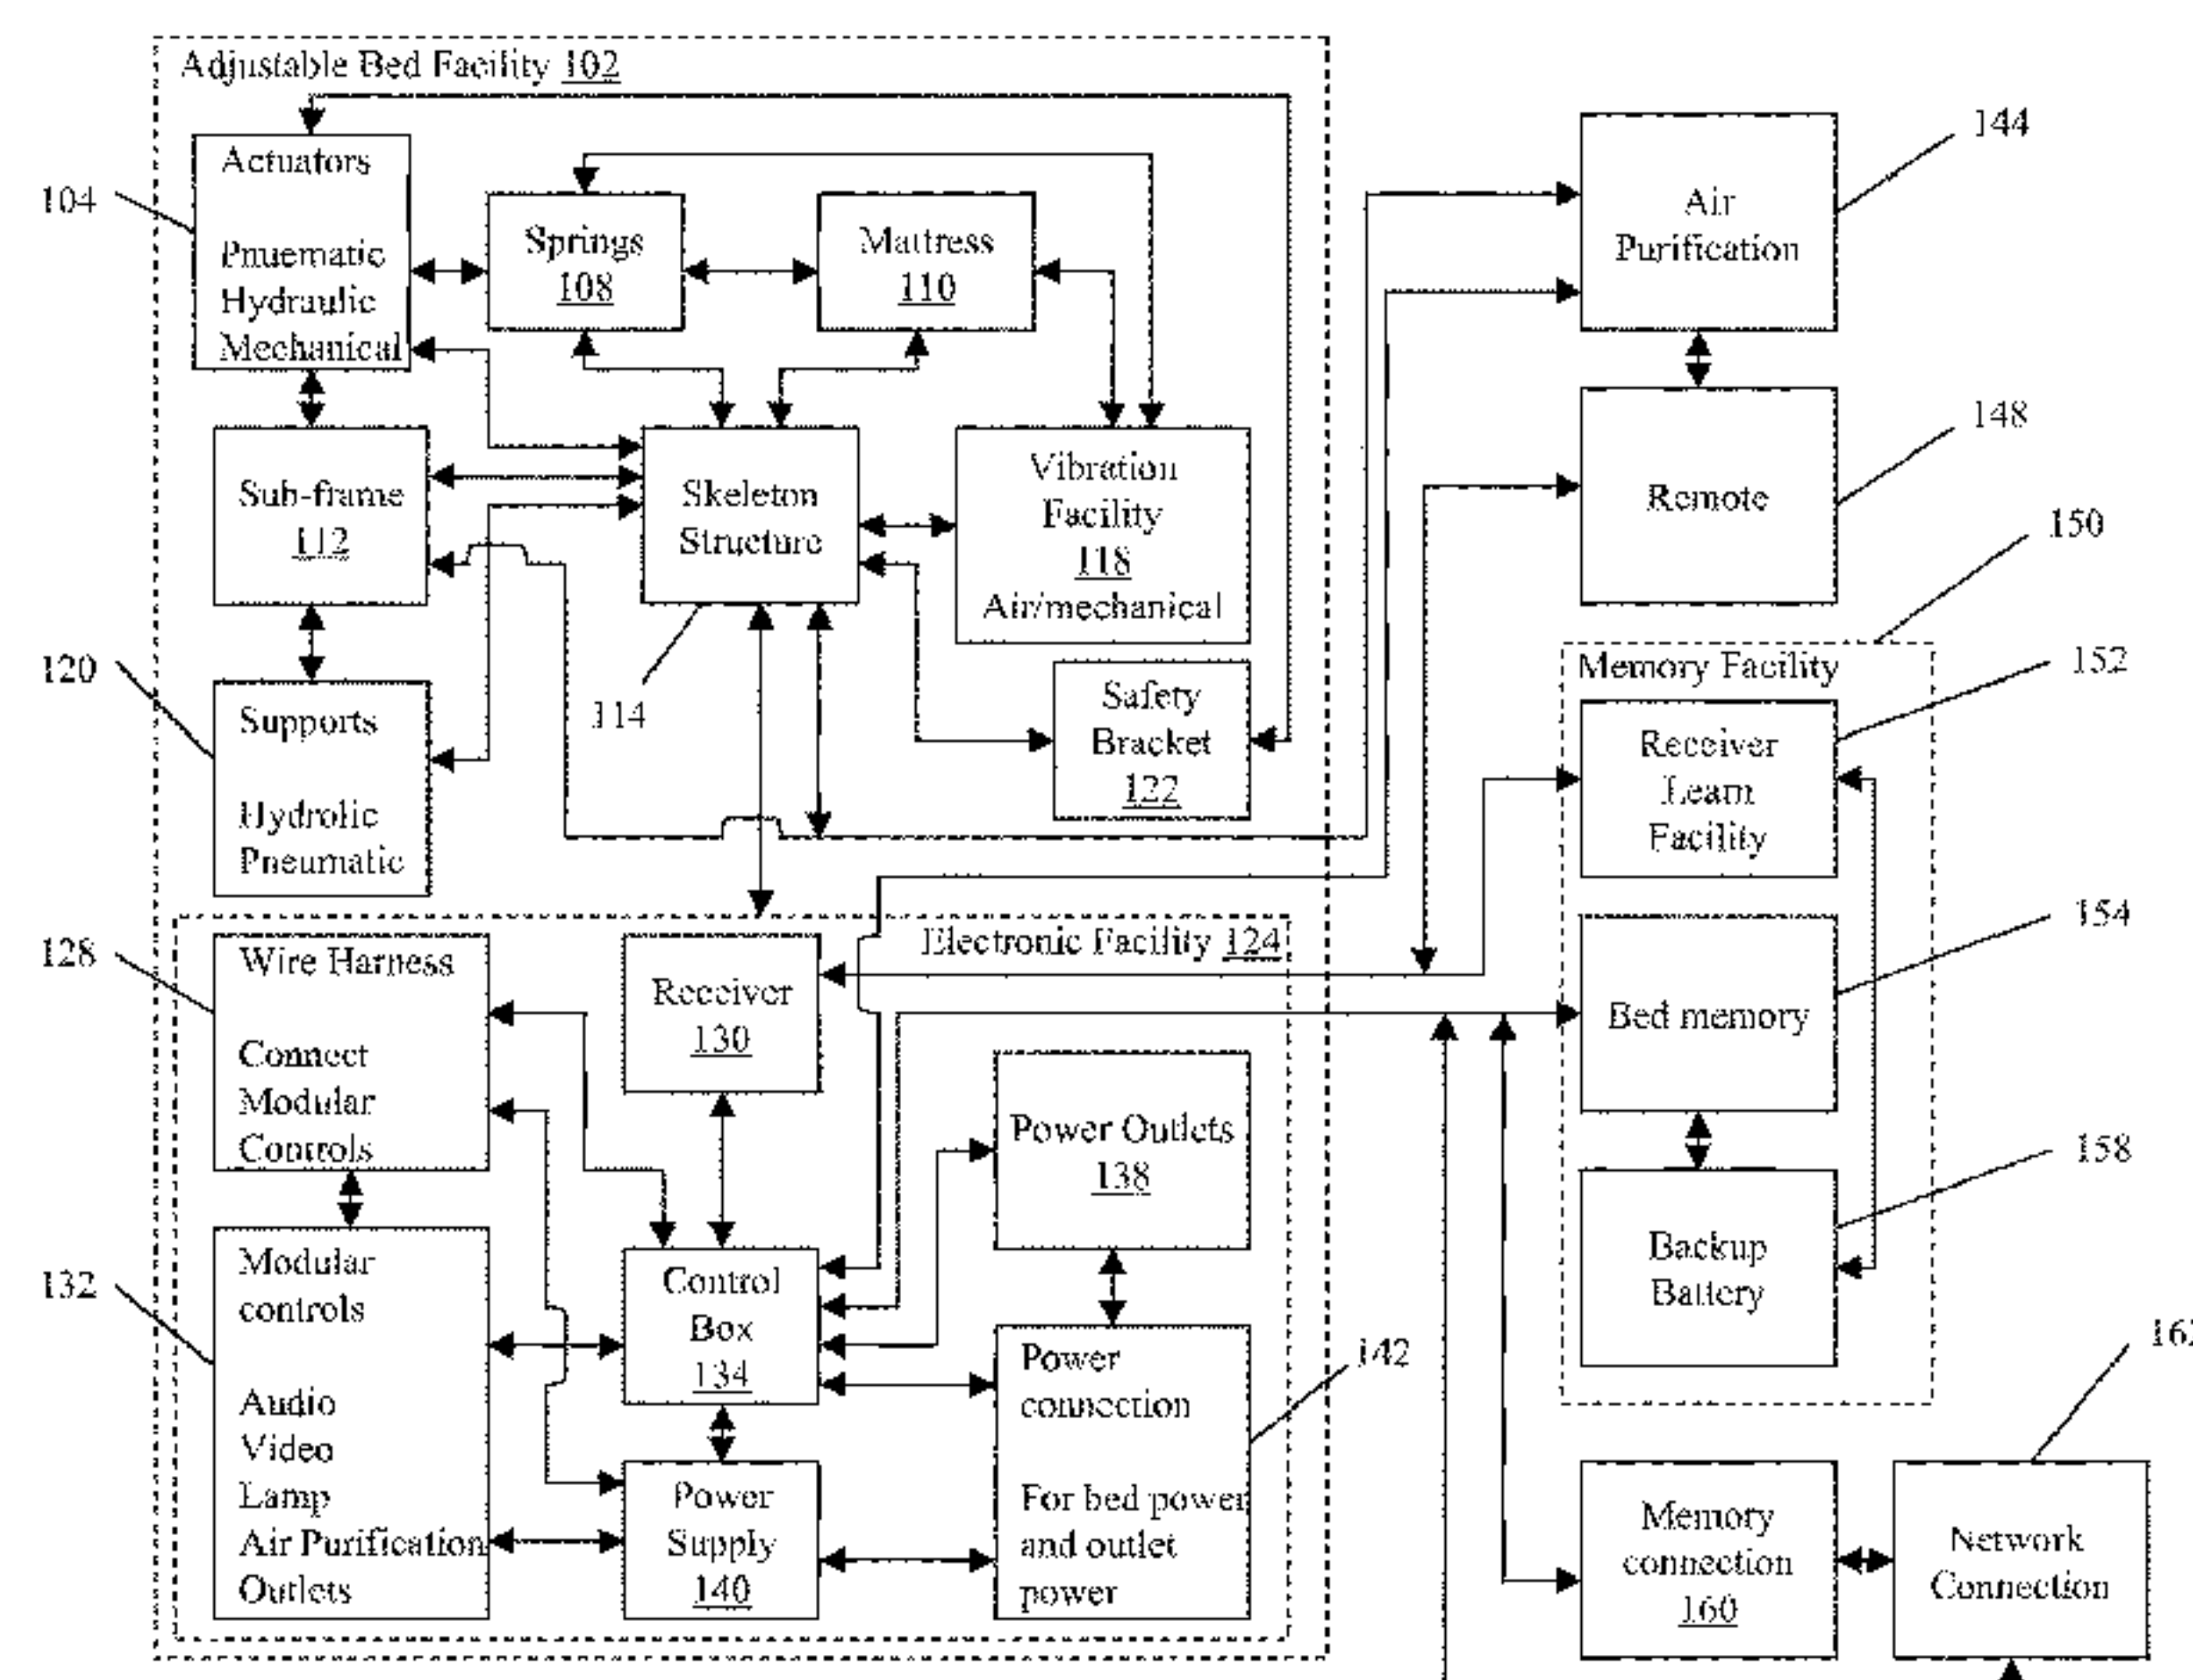 Adjustable Bed Facility 102
Actuators
Pnuematic
Hydraulic
Mechanical
104
Springs
108
Mattress
110
Air
Purification
144
Remote
148
Sub-frame
112
Skeleton
Structure
114
Vibration
Facility
118
Air/mechanical
Safety
Bracket
122
120
Supports
Hydrolic
Pneumatic
150
Memory Facility
Receiver
Learn
Facility
152
Bed memory
154
Backup
Battery
158
Electronic Facility 124
128
Wire Harness
Connect
Modular
Controls
Receiver
130
Power Outlets
138
132
Modular
controls
Audio
Video
Lamp
Air Purification
Outlets
Control
Box
134
Power
Supply
140
Power
connection
For bed power
and outlet
power
142
Memory
connection
160
Network
Connection